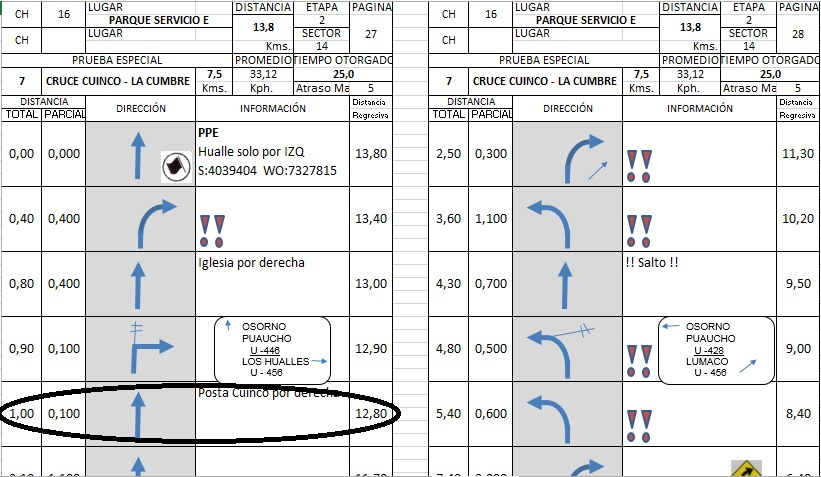 CH 16 LUGAR DISTANCIA ETAPA PAGINA
PARQUE SERVICIO E 13,8 2 27
CH LUGAR SECTOR
Kms. 14
PRUEBA ESPECIAL PROMEDIO TIEMPO OTORGADO
7 CRUCE CUINCO - LA CUMBRE 7,5 33,12 25,0
Kms. Kph. Atraso Ma 5
DISTANCIA DIRECCIÓN INFORMACIÓN Distancia
TOTAL PARCIAL Regresiva
PPE
0,00 0,000 Hualle solo por IZQ 13,80
S:4039404 WO:7327815
0,40 0,400 !! 13,40
Iglesia por derecha
0,80 0,400 13,00
OSORNO
PUAUCHO
0,90 0,100 U -446 12,90
LOS HUALLES
U - 456
Posta Cuinco por derecha
1,00 0,100 12,80
CH 16 LUGAR DISTANCIA ETAPA PAGINA
PARQUE SERVICIO E 13,8 2 28
CH LUGAR SECTOR
Kms. 14
PRUEBA ESPECIAL PROMEDIO TIEMPO OTORGADO
7 CRUCE CUINCO - LA CUMBRE 7,5 33,12 25,0
Kms. Kph. Atraso Ma 5
DISTANCIA DIRECCIÓN INFORMACIÓN Distancia
TOTAL PARCIAL Regresiva
2,50 0,300 !! 11,30
3,60 1,100 !! 10,20
!! Salto !!
4,30 0,700 9,50
OSORNO
PUAUCHO
4,80 0,500 !! U -428 9,00
LUMACO
U - 456
5,40 0,600 !! 8,40